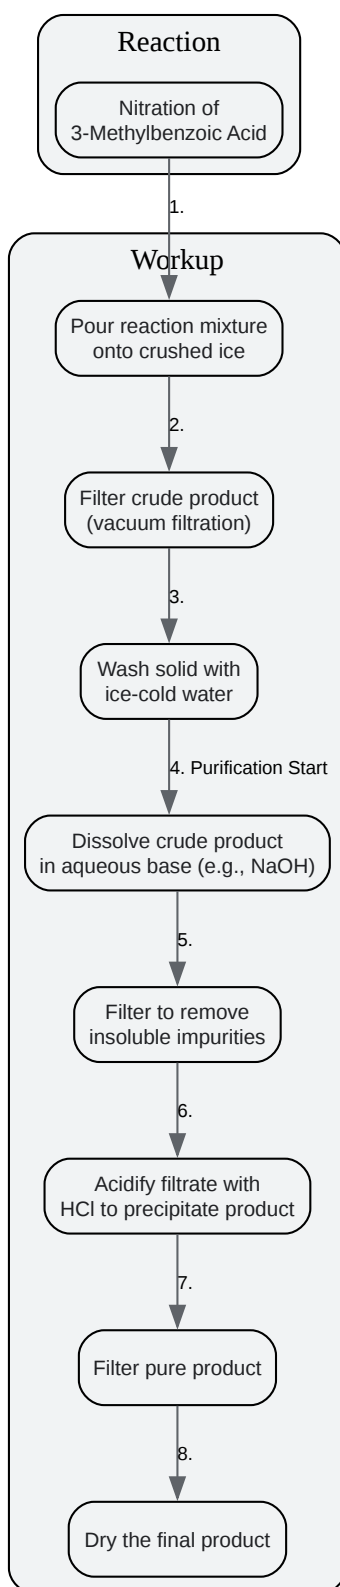 Reaction
Nitration of
3-Methylbenzoic Acid
1.
Workup
Pour reaction mixture
onto crushed ice
2.
Filter crude product
(vacuum filtration)
3.
Wash solid with
ice-cold water
4. Purification Start
Dissolve crude product
in aqueous base (e.g., NaOH)
5.
Filter to remove
insoluble impurities
6.
Acidify filtrate with
HCl to precipitate product
7.
Filter pure product
8.
Dry the final product